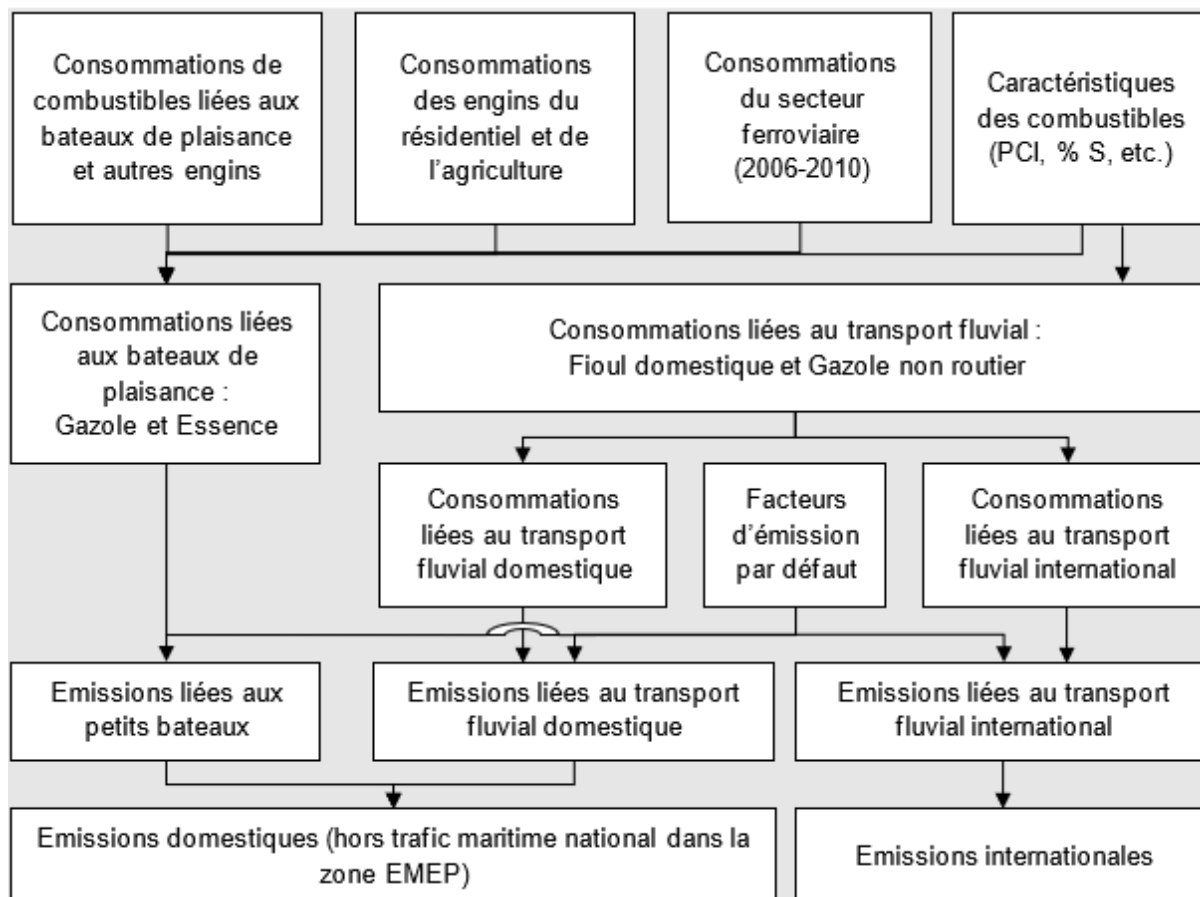 Consommations de
combustibles liées aux
bateaux de plaisance
et autres engins
Consommations
des engins du
résidentiel et de
l'agriculture
Consommations
du secteur
ferroviaire
(2006-2010)
Caractéristiques
des combustibles
(PCI, % S, etc.)
Consommations liées
aux bateaux de
plaisance :
Gazole et Essence
Consommations liées au transport fluvial :
Fioul domestique et Gazole non routier
Consommations
liées au transport
fluvial domestique
Facteurs
d'émission
par défaut
Consommations
liées au transport
fluvial international
Emissions liées aux
petits bateaux
Emissions liées au transport
fluvial domestique
Emissions liées au transport
fluvial international
Emissions domestiques (hors trafic maritime national dans la
zone EMEP)
Emissions internationales